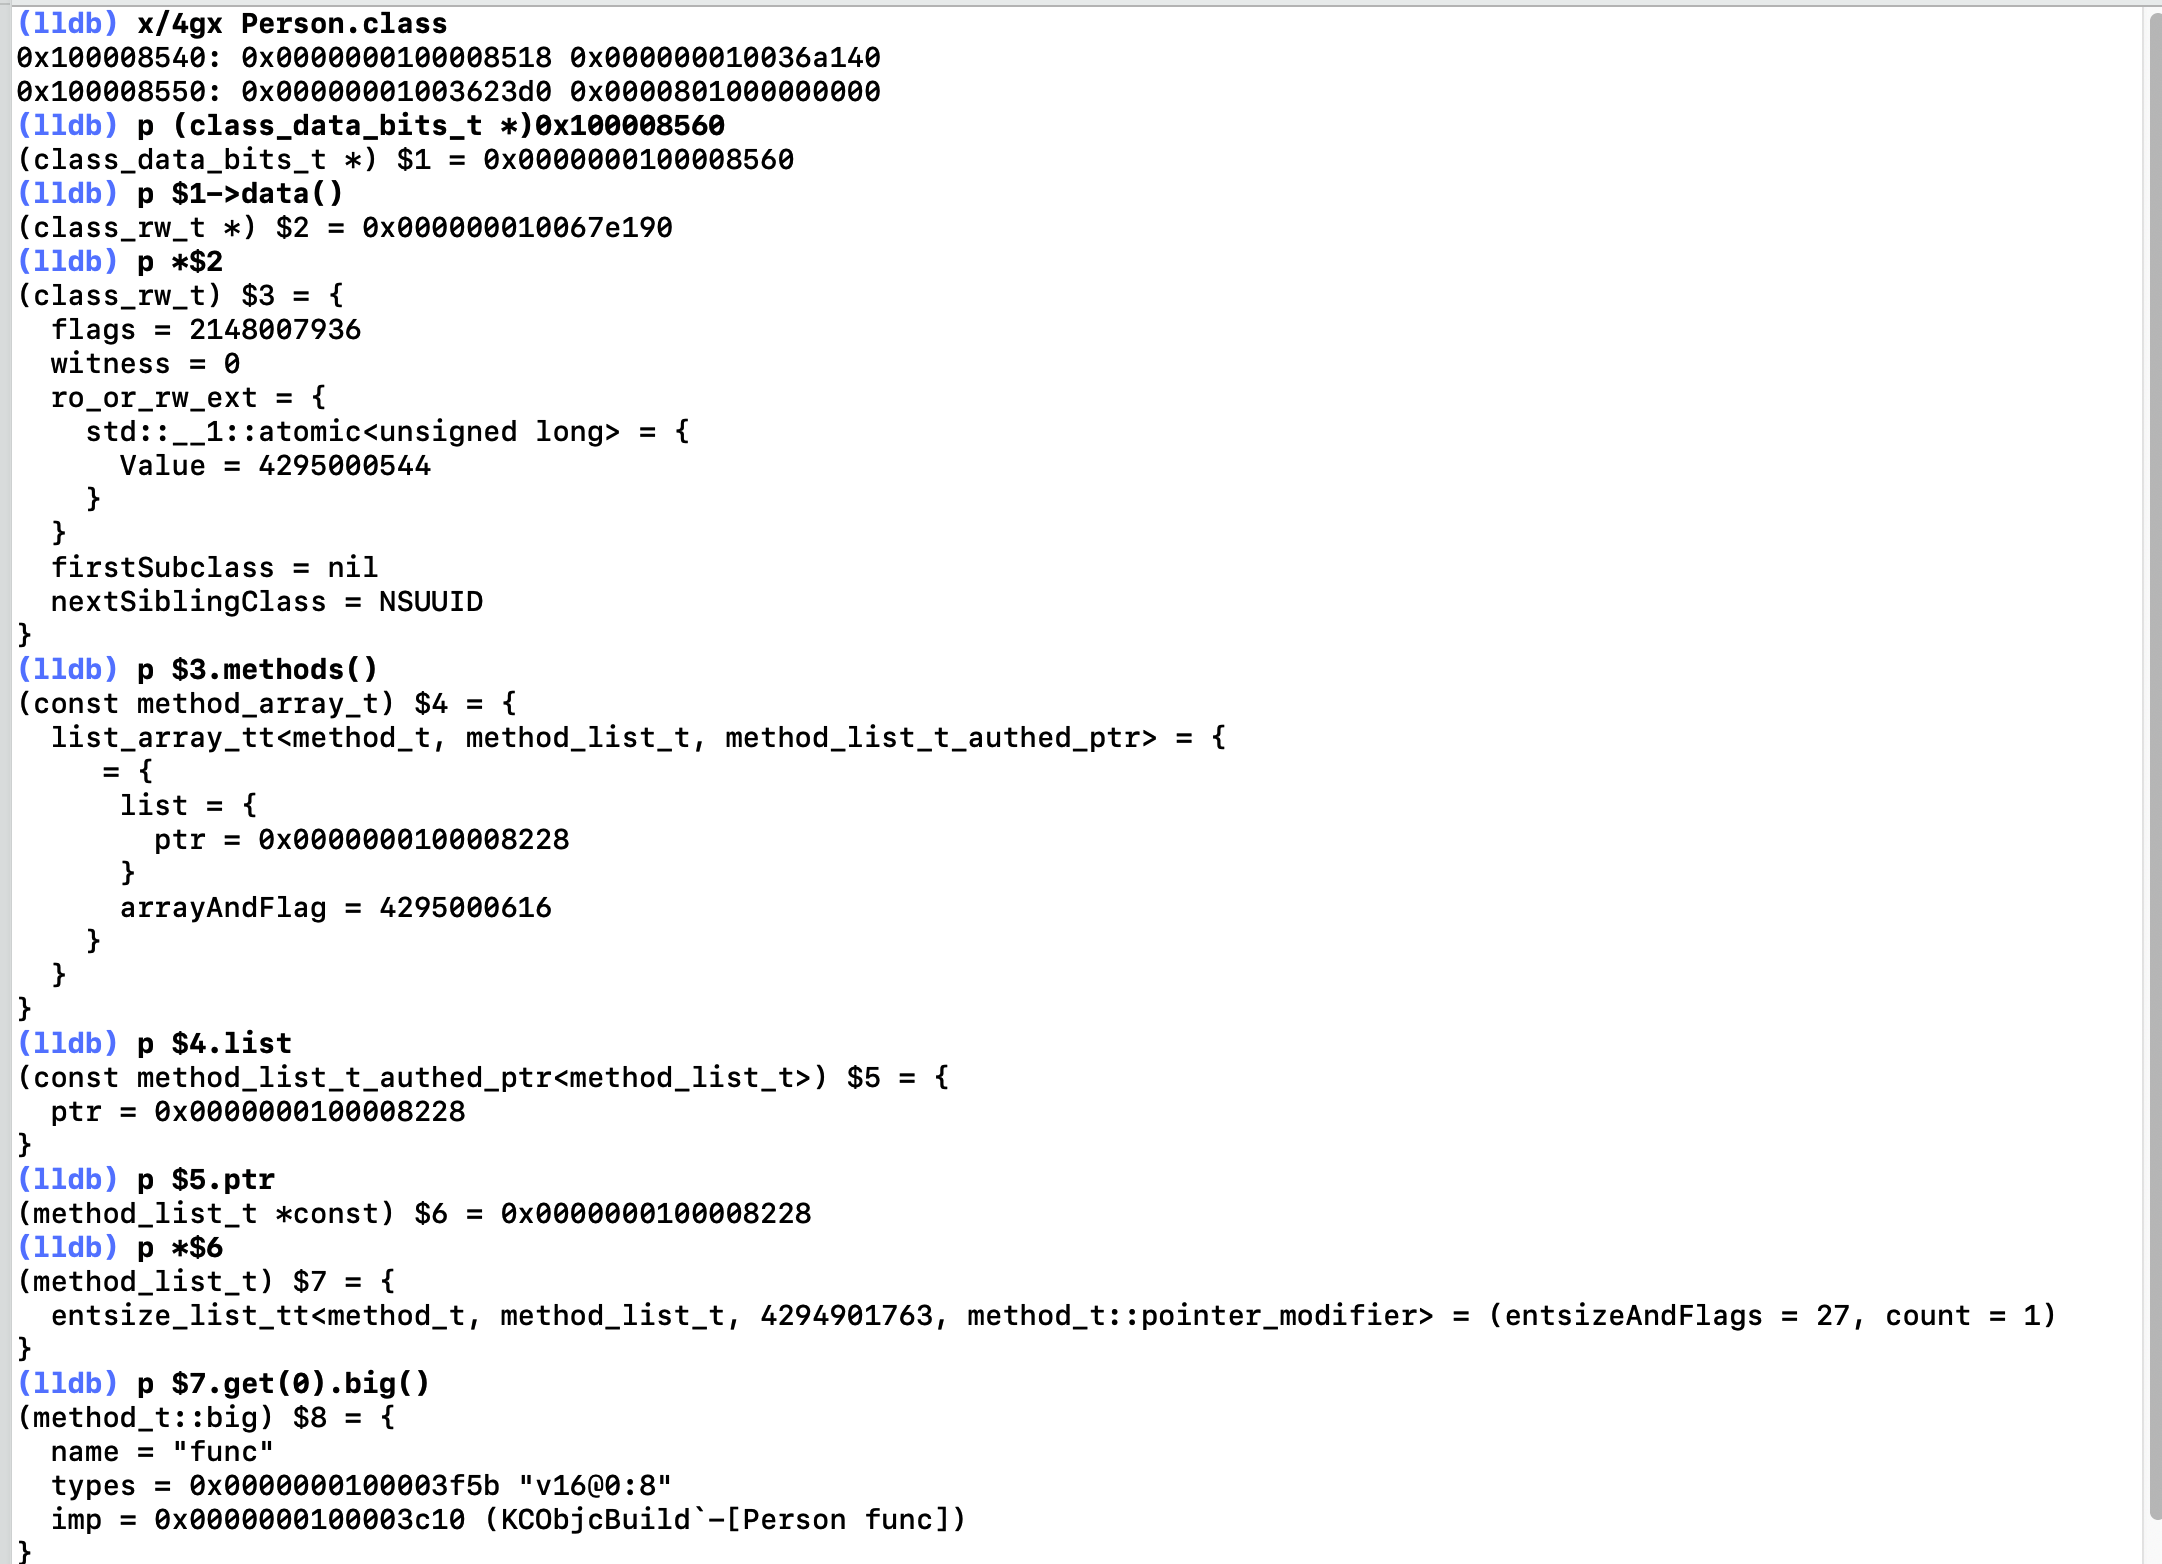 (lldb) x/4gx Person.class
0x100008540: 0x0000000100008518 0x000000010036a140
0x100008550: 0x00000001003623d0 0x0000801000000000
(lldb) p (class_data_bits_t *)0x100008560
(class_data_bits_t *) $1 = 0x0000000100008560
(lldb) p $1->data()
(class_rw_t *) $2 = 0x000000010067e190
(lldb) p *$2
(class_rw_t) $3 = {
  flags = 2148007936
  witness = 0
  ro_or_rw_ext = {
    std::__1::atomic<unsigned long> = {
      Value = 4295000544
    }
  }
  firstSubclass = nil
  nextSiblingClass = NSUUID
}
(lldb) p $3.methods()
(const method_array_t) $4 = {
  list_array_tt<method_t, method_list_t, method_list_t_authed_ptr> = {
     = {
      list = {
        ptr = 0x0000000100008228
      }
      arrayAndFlag = 4295000616
    }
  }
}
(lldb) p $4.list
(const method_list_t_authed_ptr<method_list_t>) $5 = {
  ptr = 0x0000000100008228
}
(lldb) p $5.ptr
(method_list_t *const) $6 = 0x0000000100008228
(lldb) p *$6
(method_list_t) $7 = {
  entsize_list_tt<method_t, method_list_t, 4294901763, method_t::pointer_modifier> = (entsizeAndFlags = 27, count = 1)
}
(lldb) p $7.get(0).big()
(method_t::big) $8 = {
  name = "func"
  types = 0x0000000100003f5b "v16@0:8"
  imp = 0x0000000100003c10 (KCObjcBuild`-[Person func])
}